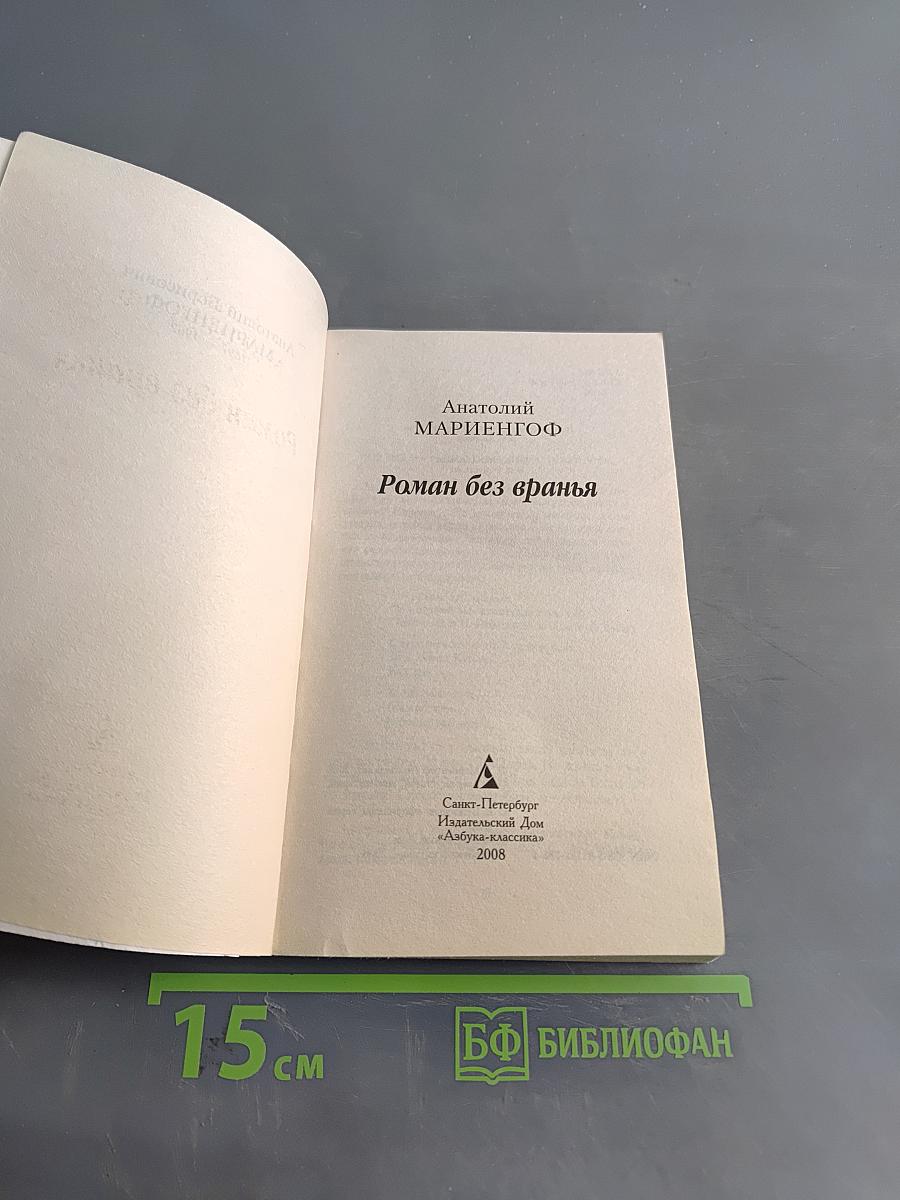 Анатолий
МАРИЕНГОФ
Роман без вранья
Санкт-Петербург
Издательский Дом
«Азбука-классика»
2008
15 см
БФ БИБЛИОФАН